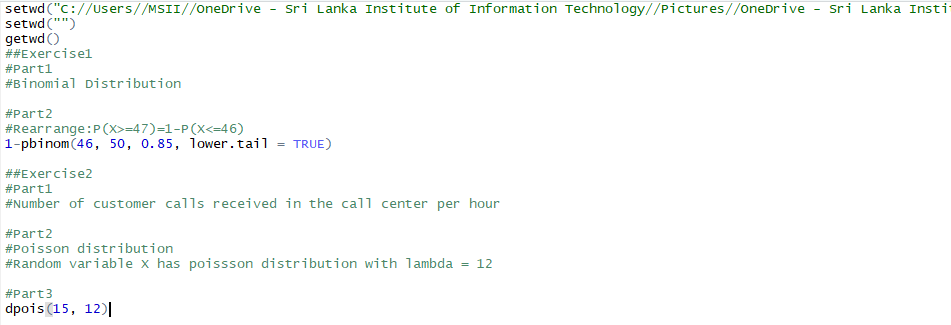 setwd("C://Users//MSII//OneDrive - Sri Lanka Institute of Information Technology//Pictures//OneDrive - Sri Lanka Insti
setwd("")
getwd()
##Exercise1
#Part1
#Binomial Distribution
#Part2
#Rearrange:P(X>=47)=1-P(X<=46)
1-pbinom(46, 50, 0.85, lower.tail = TRUE)
##Exercise2
#Part1
#Number of customer calls received in the call center per hour
#Part2
#Poisson distribution
#Random variable X has poissson distribution with lambda = 12
#Part3
dpois(15, 12)